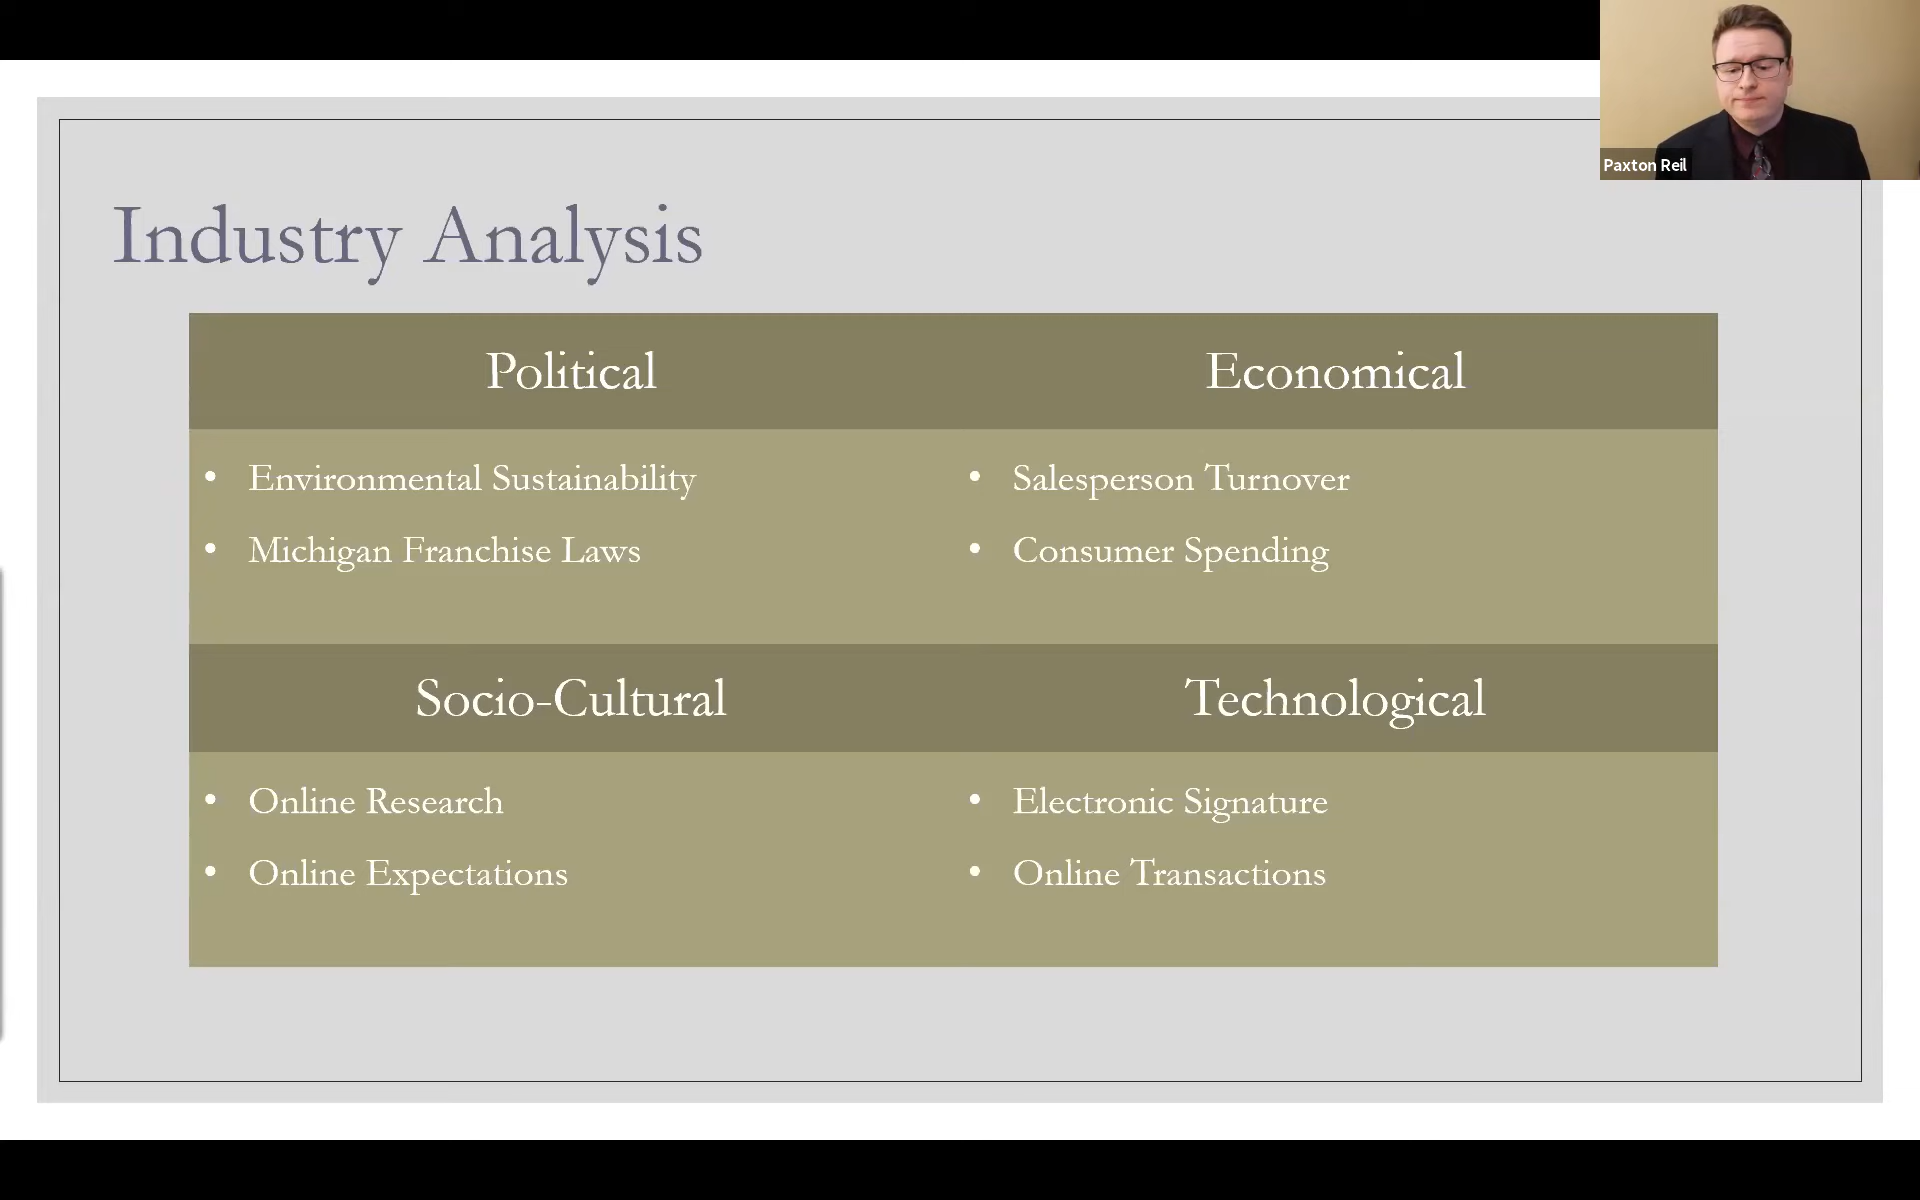 Paxton Reil
Industry Analysis
Political
Economical
• Environmental Sustainability
• Michigan Franchise Laws
• Salesperson Turnover
• Consumer Spending
Socio-Cultural
Technological
• Online Research
• Online Expectations
• Electronic Signature
• Online Transactions